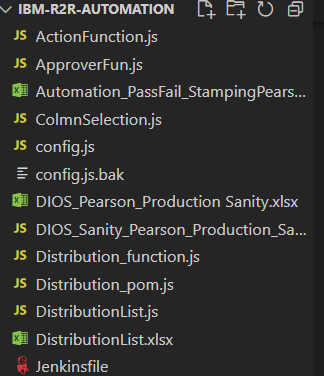 IBM-R2R-AUTOMATION
ActionFunction.js
ApproverFun.js
Automation_PassFail_StampingPears...
ColmnSelection.js
config.js
config.js.bak
DIOS_Pearson_Production Sanity.xlsx
DIOS_Sanity_Pearson_Production_Sa...
Distribution_function.js
Distribution_pom.js
DistributionList.js
DistributionList.xlsx
Jenkinsfile